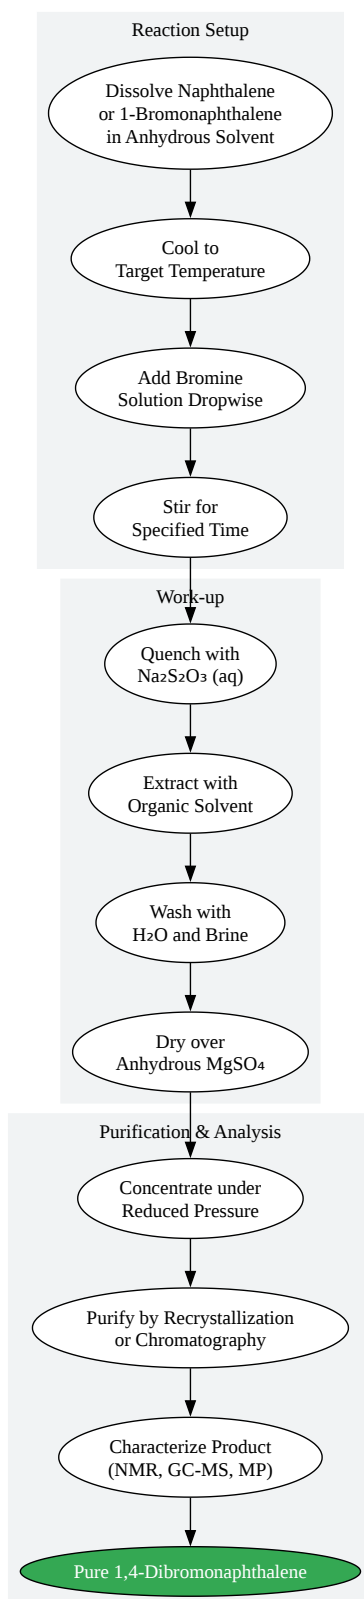 Reaction Setup
Dissolve Naphthalene
or 1-Bromonaphthalene
in Anhydrous Solvent
Cool to
Target Temperature
Add Bromine
Solution Dropwise
Stir for
Specified Time
Work-up
Quench with
Na₂S₂O₃ (aq)
Extract with
Organic Solvent
Wash with
H₂O and Brine
Dry over
Anhydrous MgSO₄
Purification & Analysis
Concentrate under
Reduced Pressure
Purify by Recrystallization
or Chromatography
Characterize Product
(NMR, GC-MS, MP)
Pure 1,4-Dibromonaphthalene